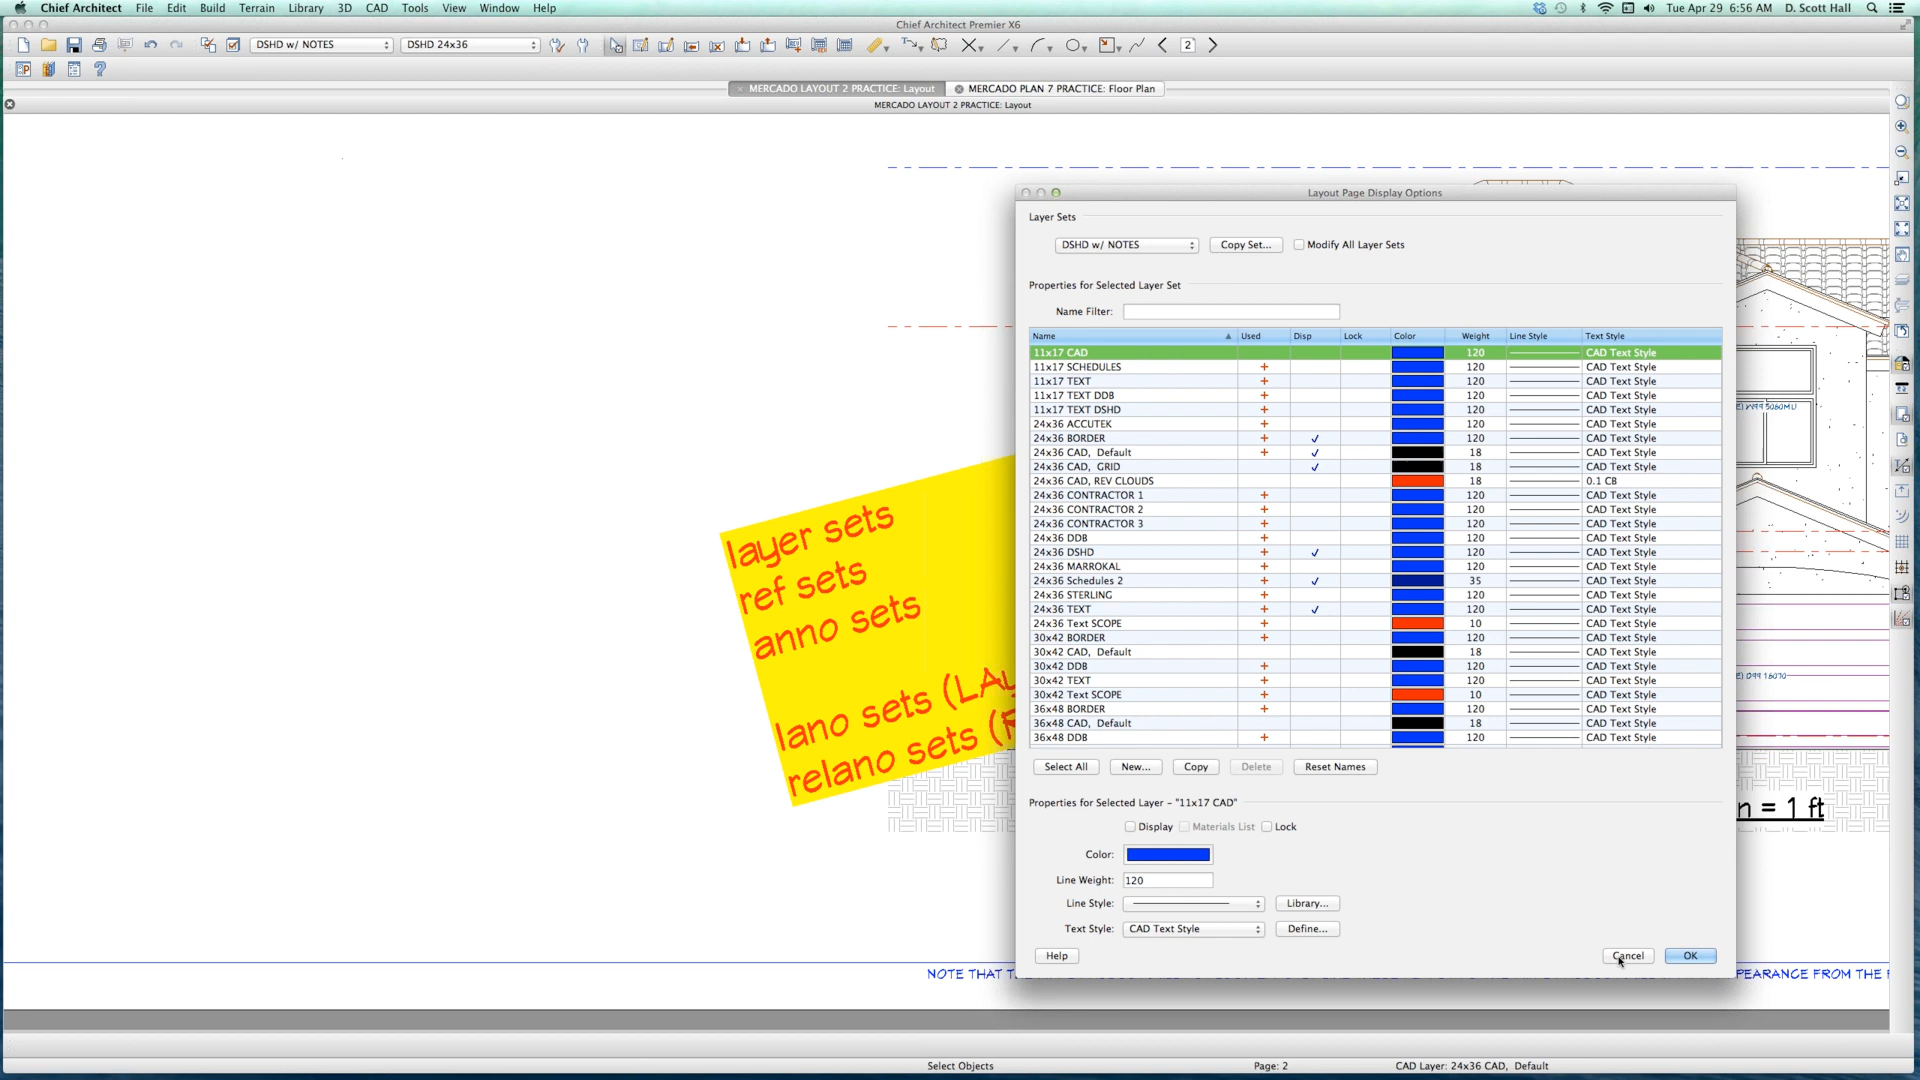 Chief Architect File Edit Build Terrain Library 3D CAD Tools View Window Help
Tue Apr 29 6:56 AM D. Scott Hall
Chief Architect Premier X6
DSHD w/ NOTES DSHD 24x36 2
MERCADO LAYOUT 2 PRACTICE: Layout MERCADO PLAN 7 PRACTICE: Floor Plan
MERCADO LAYOUT 2 PRACTICE: Layout
layer sets
ref sets
anno sets
lano sets (LAy
relano sets (
Layout Page Display Options
Layer Sets
DSHD w/ NOTES Copy Set... Modify All Layer Sets
Properties for Selected Layer Set
Name Filter:
Name Used Disp Lock Color Weight Line Style Text Style
11x17 CAD 120 CAD Text Style
11x17 SCHEDULES + 120 CAD Text Style
11x17 TEXT + 120 CAD Text Style
11x17 TEXT DDB + 120 CAD Text Style
11x17 TEXT DSHD + 120 CAD Text Style
24x36 ACCUTEK + 120 CAD Text Style
24x36 BORDER + ✓ 120 CAD Text Style
24x36 CAD, Default + ✓ 18 CAD Text Style
24x36 CAD, GRID ✓ 18 CAD Text Style
24x36 CAD, REV CLOUDS 18 0.1 CB
24x36 CONTRACTOR 1 + 120 CAD Text Style
24x36 CONTRACTOR 2 + 120 CAD Text Style
24x36 CONTRACTOR 3 + 120 CAD Text Style
24x36 DDB + 120 CAD Text Style
24x36 DSHD + ✓ 120 CAD Text Style
24x36 MARROKAL + 120 CAD Text Style
24x36 Schedules 2 + ✓ 35 CAD Text Style
24x36 STERLING + 120 CAD Text Style
24x36 TEXT + ✓ 120 CAD Text Style
24x36 Text SCOPE + 10 CAD Text Style
30x42 BORDER + 120 CAD Text Style
30x42 CAD, Default 18 CAD Text Style
30x42 DDB + 120 CAD Text Style
30x42 TEXT + 120 CAD Text Style
30x42 Text SCOPE + 10 CAD Text Style
36x48 BORDER + 120 CAD Text Style
36x48 CAD, Default 18 CAD Text Style
36x48 DDB + 120 CAD Text Style
Select All New... Copy Delete Reset Names
Properties for Selected Layer - "11x17 CAD"
Display Materials List Lock
Color:
Line Weight: 120
Line Style: Library...
Text Style: CAD Text Style Define...
Help Cancel OK
n = 1 ft
NOTE THAT T
PEARANCE FROM THE
Select Objects Page: 2 CAD Layer: 24x36 CAD, Default